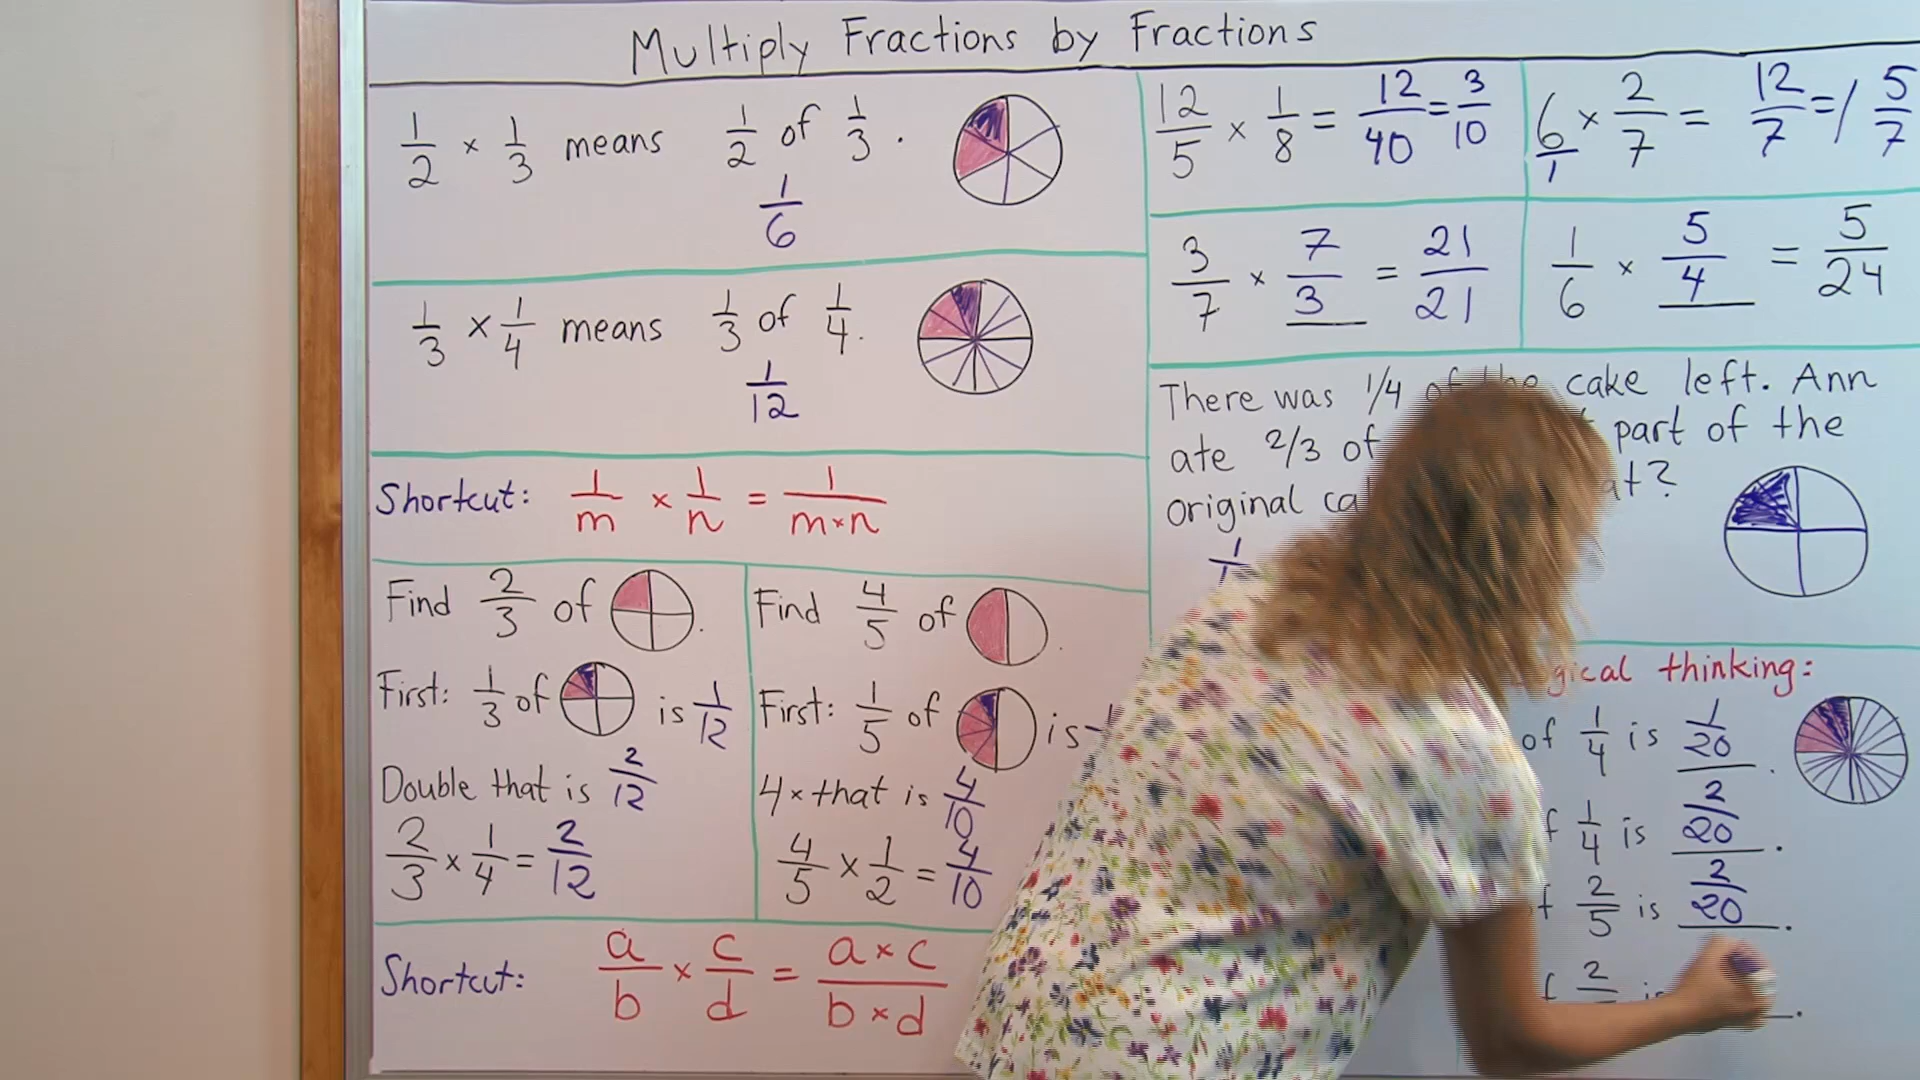 Multiply Fractions by Fractions
1/2 × 1/3 means 1/2 of 1/3.
1/6
1/3 × 1/4 means 1/3 of 1/4.
1/12
Shortcut: 1/m × 1/n = 1/m×n
Find 2/3 of
First: 1/3 of is 1/12
Double that is 2/12
2/3 × 1/4 = 2/12
Find 4/5 of
First: 1/5 of is
4 × that is 4/10
4/5 × 1/2 = 4/10
Shortcut: a/b × c/d = a×c/b×d
12/5 × 1/8 = 12/40 = 3/10
6/1 × 2/7 = 12/7 = 1 5/7
3/7 × 7/3 = 21/21
1/6 × 5/4 = 5/24
There was 1/4 of the cake left. Ann
ate 2/3 of part of the
original
thinking:
of 1/4 is 1/20.
1/4 is 2/20.
2/5 is 2/20.
2